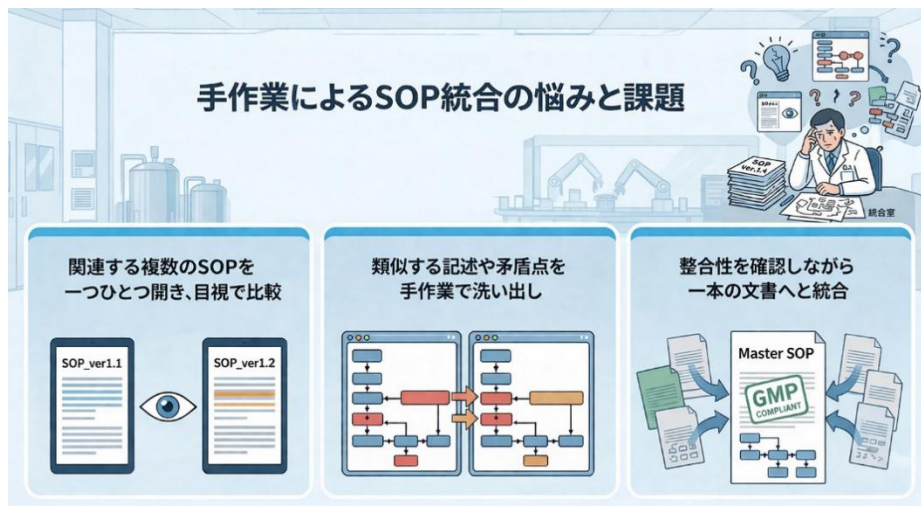 手作業によるSOP統合の悩みと課題
SOP
ver.1.4
統合室
関連する複数のSOPを
一つひとつ開き、目視で比較
SOP_ver1.1
SOP_ver1.2
類似する記述や矛盾点を
手作業で洗い出し
整合性を確認しながら
一本の文書へと統合
Master SOP
GMP
COMPLIANT